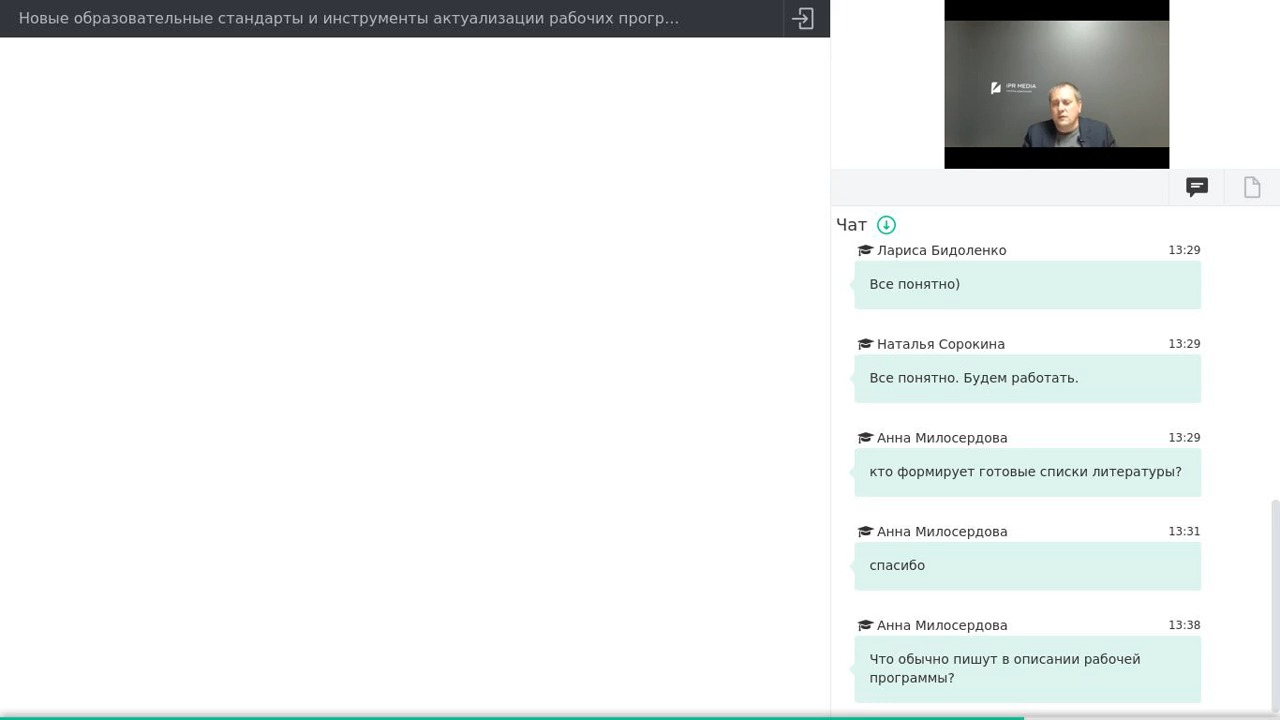 Новые образовательные стандарты и инструменты актуализации рабочих прогр...
IPR MEDIA
Чат
Лариса Бидоленко 13:29
Все понятно)
Наталья Сорокина 13:29
Все понятно. Будем работать.
Анна Милосердова 13:29
кто формирует готовые списки литературы?
Анна Милосердова 13:31
спасибо
Анна Милосердова 13:38
Что обычно пишут в описании рабочей
программы?